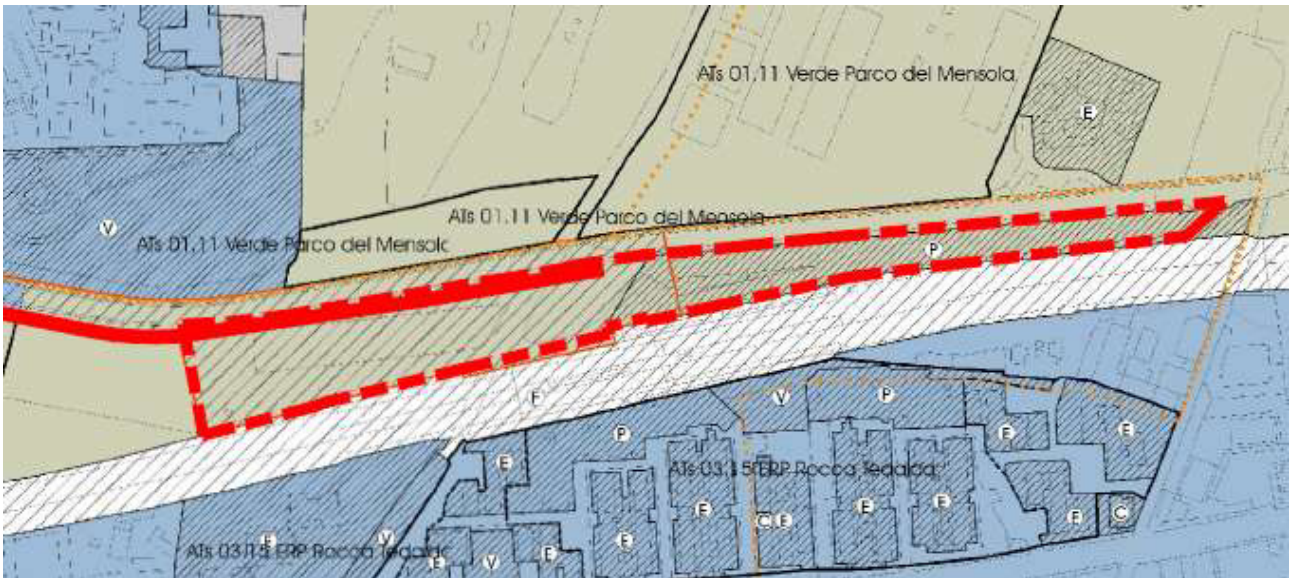 ATs 01.11 Verde Parco del Mensola
E
ATs 01.11 Verde Parco del Mensola
V
ATs 01.11 Verde Parco del Mensola
P
F
V
P
P
E
E
E
ATs 03.15 ERP Rocca Tedalda
E
E
C
E
E
E
E
C
E
F
V
ATs 03.15 ERP Rocca Tedalda
E
V
E